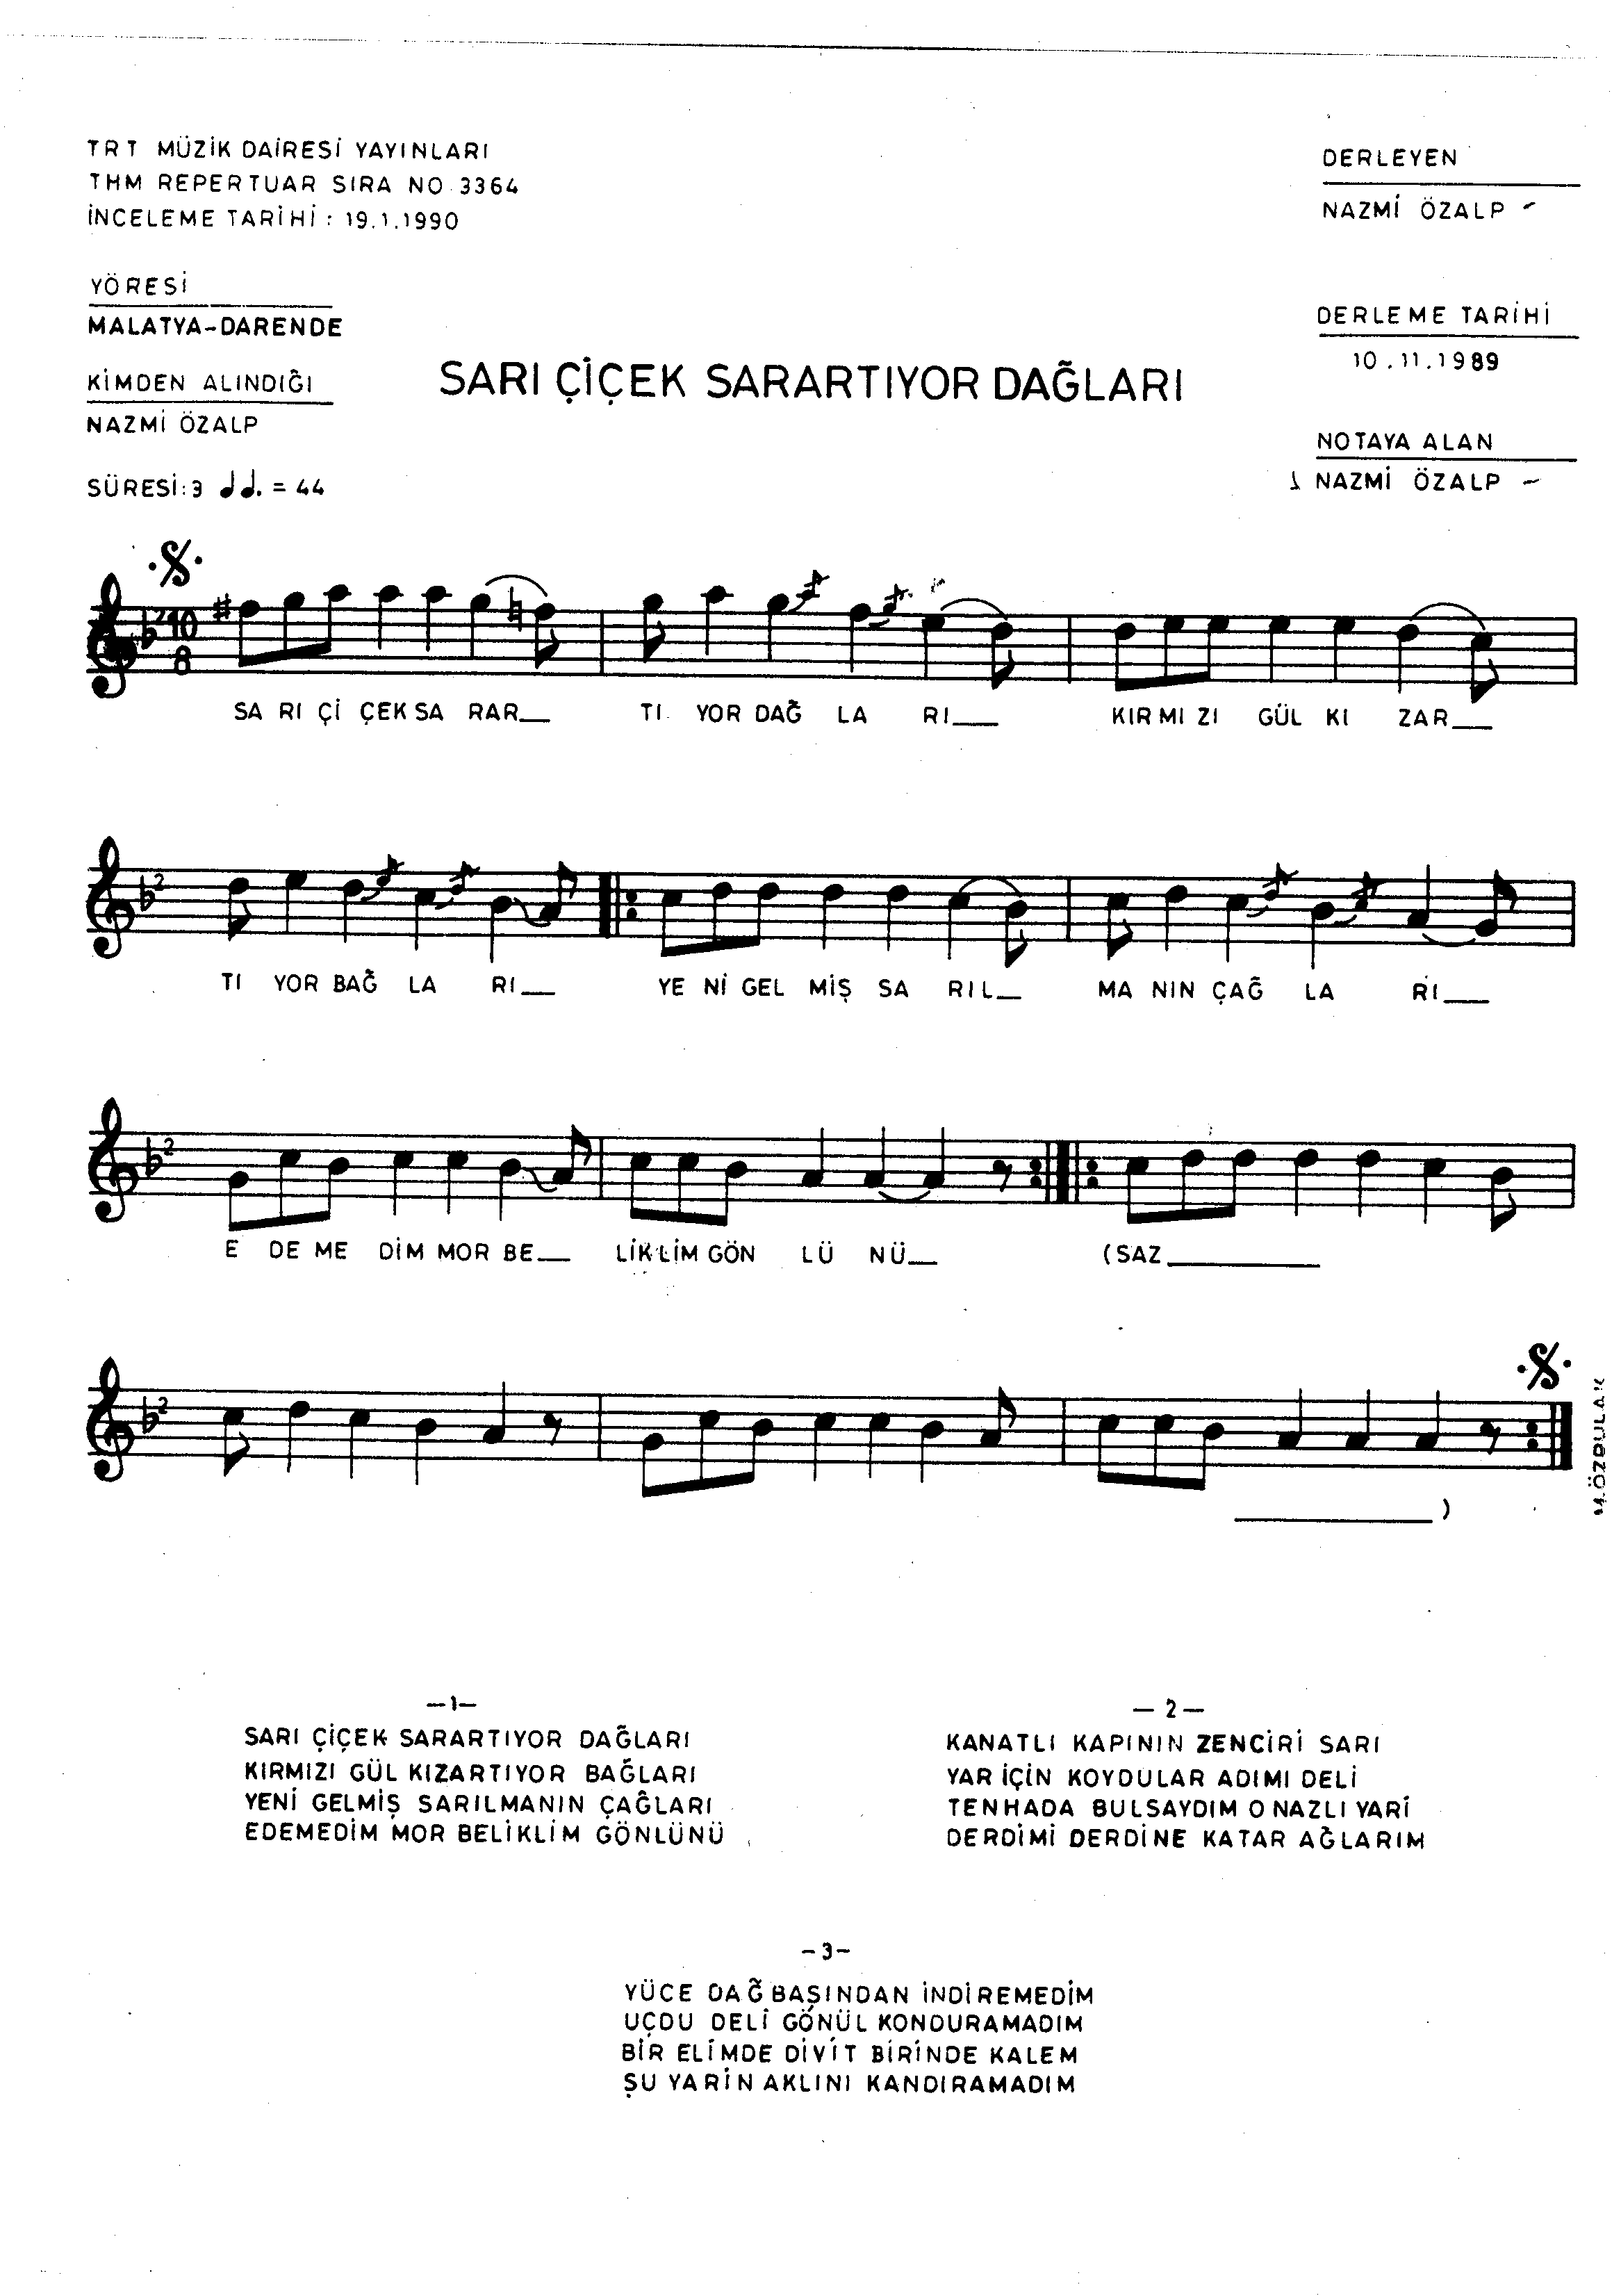 TRT MÜZİK DAİRESİ YAYINLARI
THM REPERTUAR SIRA NO 3364
İNCELEME TARİHİ : 19.1.1990
DERLEYEN
NAZMİ ÖZALP
YÖRESİ
MALATYA-DARENDE
DERLEME TARİHİ
10.11.1989
KİMDEN ALINDIĞI
NAZMİ ÖZALP
SARI ÇİÇEK SARARTIYOR DAĞLARI
NOTAYA ALAN
NAZMİ ÖZALP
SÜRESİ:3 = 44
10
8
SA RI Çİ ÇEK SA RAR__ TI YOR DAĞ LA RI__ KIR MI ZI GÜL KI ZAR__
TI YOR BAĞ LA RI__ YE Nİ GEL MİŞ SA RIL__ MA NIN ÇAĞ LA RI__
E DE ME DİM MOR BE__ LİK LİM GÖN LÜ NÜ__ (SAZ______
______)
M.ÖZBULAK
—1—
SARI ÇİÇEK SARARTIYOR DAĞLARI
KIRMIZI GÜL KIZARTIYOR BAĞLARI
YENİ GELMİŞ SARILMANIN ÇAĞLARI
EDEMEDİM MOR BELİKLİM GÖNLÜNÜ
—2—
KANATLI KAPININ ZENCİRİ SARI
YAR İÇİN KOYDULAR ADIMI DELİ
TENHADA BULSAYDIM O NAZLI YARİ
DERDİMİ DERDİNE KATAR AĞLARIM
—3—
YÜCE DAĞ BAŞINDAN İNDİREMEDİM
UÇDU DELİ GÖNÜL KONDURAMADIM
BİR ELİMDE DİVİT BİRİNDE KALEM
ŞU YARİN AKLINI KANDIRAMADIM